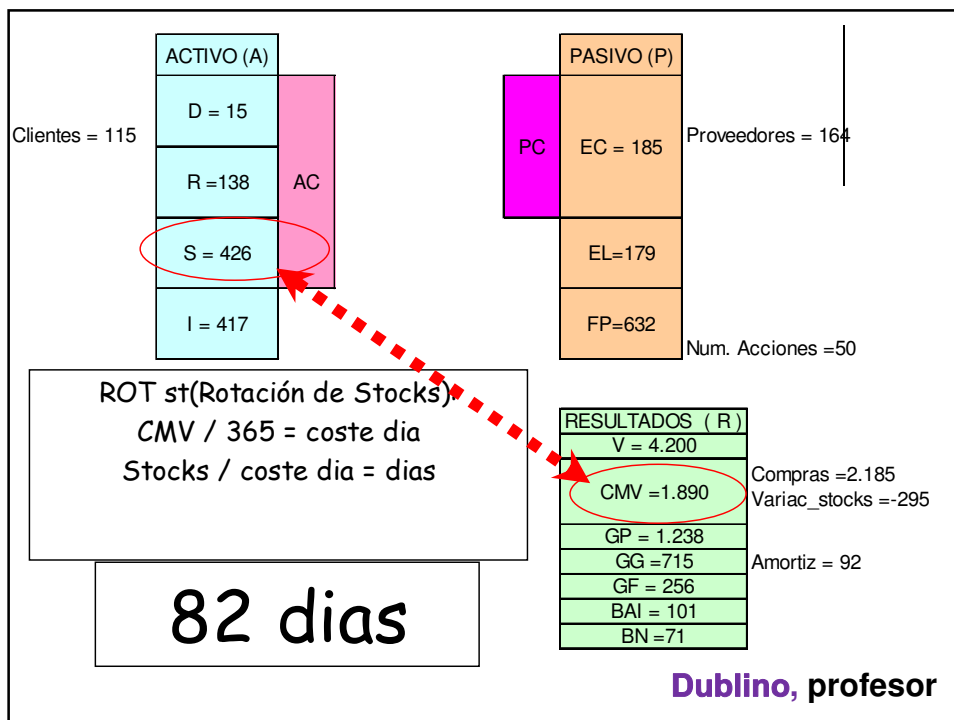 ACTIVO (A)
D = 15
Clientes = 115
R =138
AC
S = 426
I = 417
PASIVO (P)
PC
EC = 185
Proveedores = 164
EL=179
FP=632
Num. Acciones =50
ROT st(Rotación de Stocks):
CMV / 365 = coste dia
Stocks / coste dia = dias
82 dias
RESULTADOS ( R )
V = 4.200
CMV =1.890
Compras =2.185
Variac_stocks =-295
GP = 1.238
GG =715
Amortiz = 92
GF = 256
BAI = 101
BN =71
Dublino, profesor